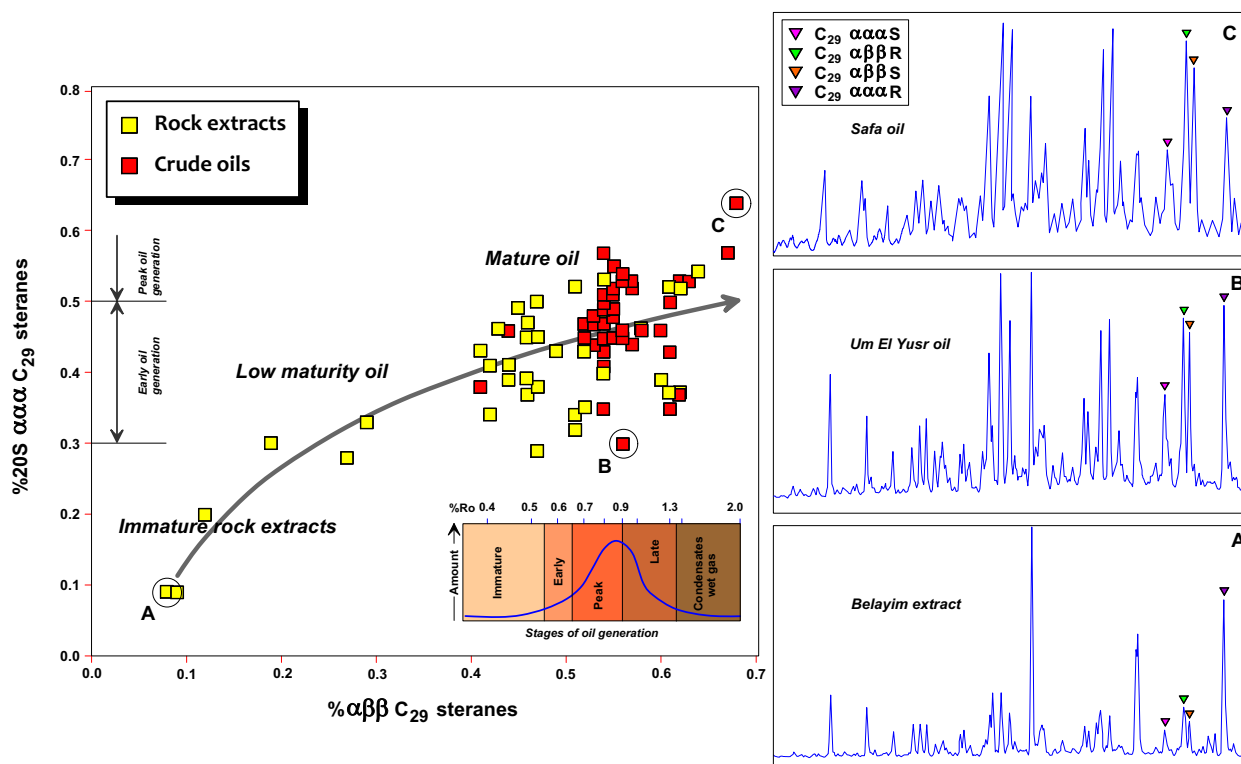 0.8
0.7
0.6
0.5
0.4
0.3
0.2
0.1
0.0
%20S ααα C29 steranes
Rock extracts
Crude oils
Peak oil
generation
Early oil
generation
Mature oil
Low maturity oil
Immature rock extracts
A
B
C
%Ro 0.4 0.5 0.6 0.7 0.9 1.3 2.0
Amount
Immature
Early
Peak
Late
Condensates
wet gas
Stages of oil generation
0.0 0.1 0.2 0.3 0.4 0.5 0.6 0.7
%αββ C29 steranes
C29 αααS
C29 αββR
C29 αββS
C29 αααR
C
Safa oil
B
Um El Yusr oil
A
Belayim extract